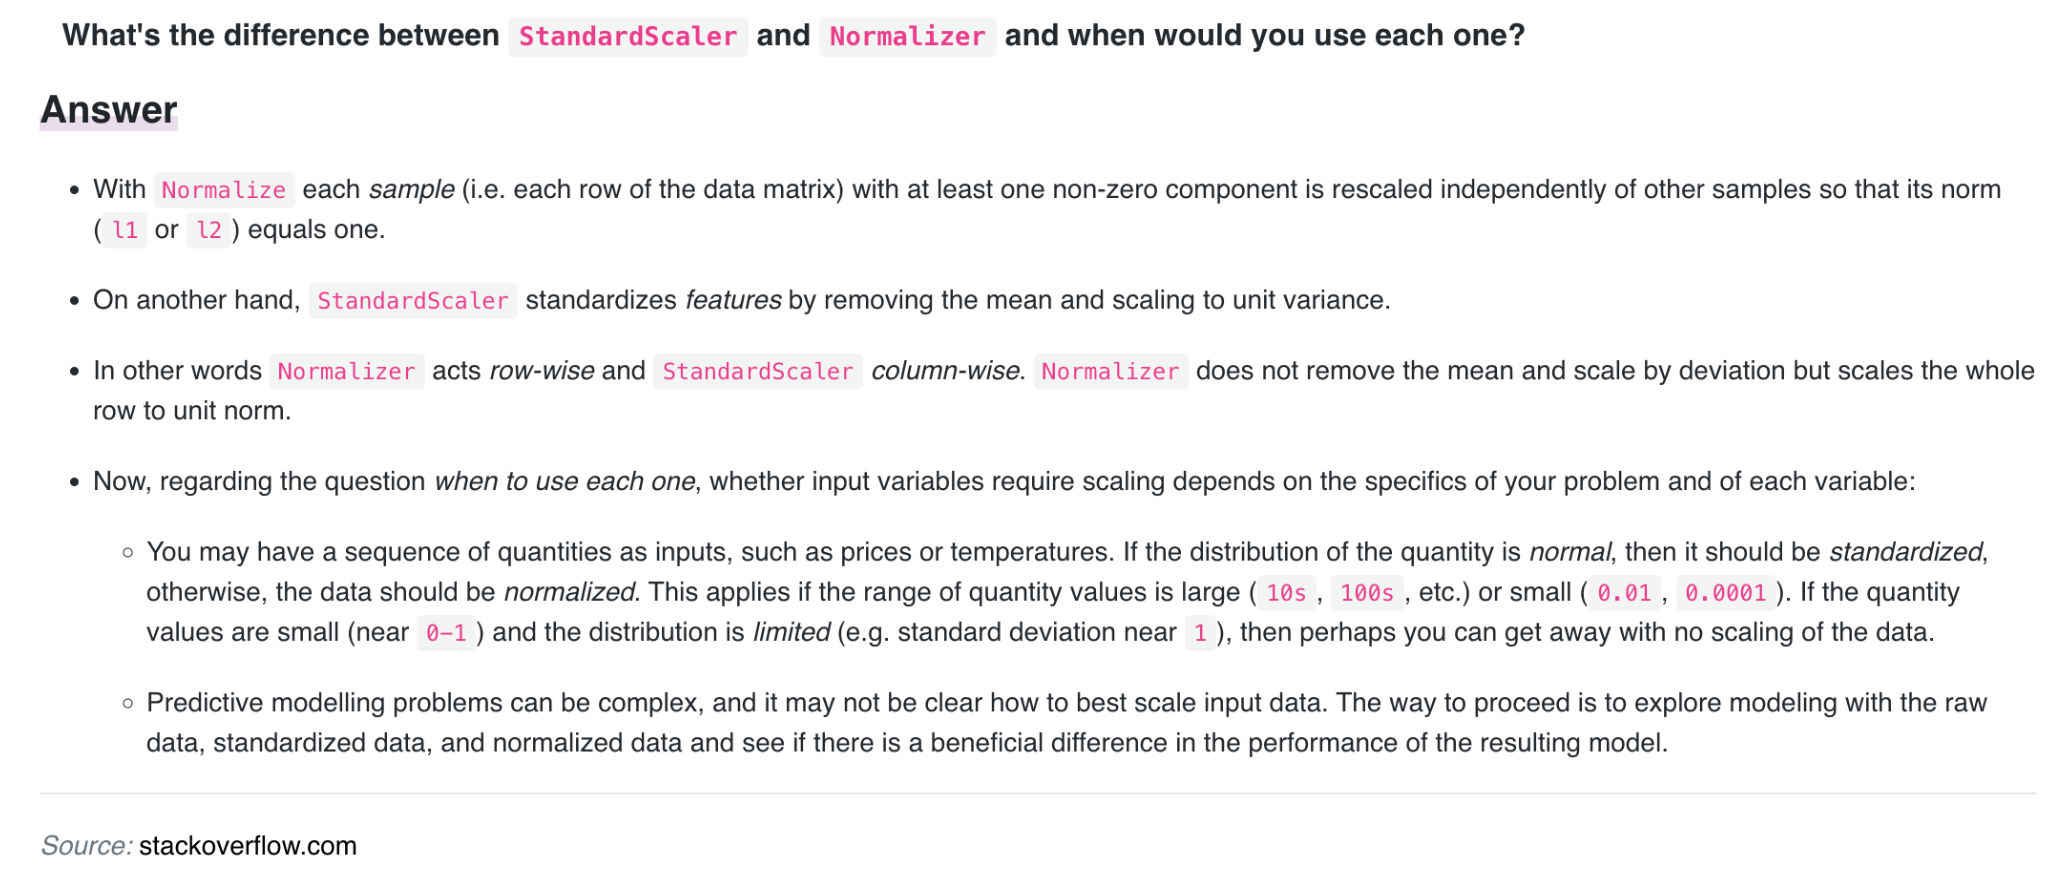 What's the difference between StandardScaler and Normalizer and when would you use each one?
Answer
• With Normalize each sample (i.e. each row of the data matrix) with at least one non-zero component is rescaled independently of other samples so that its norm
( l1 or l2 ) equals one.
• On another hand, StandardScaler standardizes features by removing the mean and scaling to unit variance.
• In other words Normalizer acts row-wise and StandardScaler column-wise. Normalizer does not remove the mean and scale by deviation but scales the whole
row to unit norm.
• Now, regarding the question when to use each one, whether input variables require scaling depends on the specifics of your problem and of each variable:
◦ You may have a sequence of quantities as inputs, such as prices or temperatures. If the distribution of the quantity is normal, then it should be standardized,
otherwise, the data should be normalized. This applies if the range of quantity values is large ( 10s , 100s , etc.) or small ( 0.01 , 0.0001 ). If the quantity
values are small (near 0-1 ) and the distribution is limited (e.g. standard deviation near 1 ), then perhaps you can get away with no scaling of the data.
◦ Predictive modelling problems can be complex, and it may not be clear how to best scale input data. The way to proceed is to explore modeling with the raw
data, standardized data, and normalized data and see if there is a beneficial difference in the performance of the resulting model.
Source: stackoverflow.com